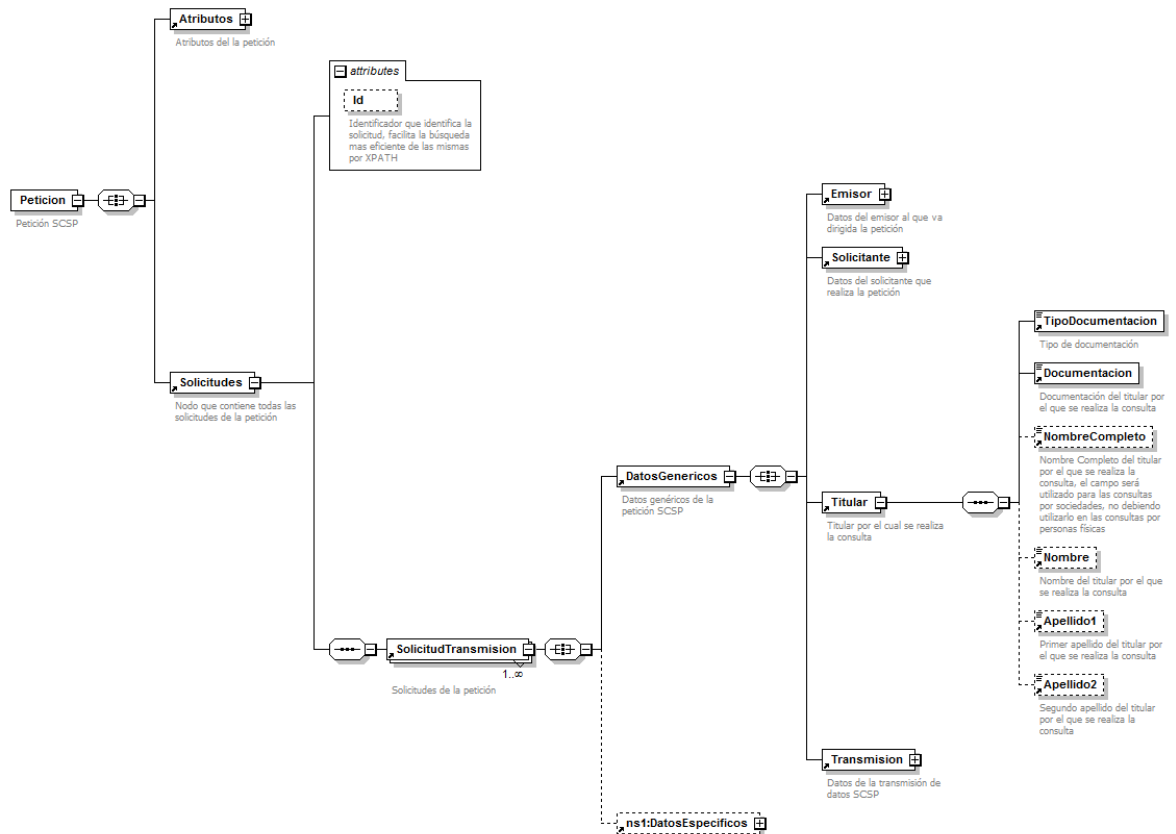 Atributos
Atributos del la petición
attributes
Id
Identificador que identifica la
solicitud, facilita la búsqueda
mas eficiente de las mismas
por XPATH
Peticion
Petición SCSP
Solicitudes
Nodo que contiene todas las
solicitudes de la petición
SolicitudTransmision
1..∞
Solicitudes de la petición
DatosGenericos
Datos genéricos de la
petición SCSP
Emisor
Datos del emisor al que va
dirigida la petición
Solicitante
Datos del solicitante que
realiza la petición
Titular
Titular por el cual se realiza
la consulta
TipoDocumentacion
Tipo de documentación
Documentacion
Documentación del titular por
el que se realiza la consulta
NombreCompleto
Nombre Completo del titular
por el que se realiza la
consulta, el campo será
utilizado para las consultas
por sociedades, no debiendo
utilizarlo en las consultas por
personas físicas
Nombre
Nombre del titular por el que
se realiza la consulta
Apellido1
Primer apellido del titular por
el que se realiza la consulta
Apellido2
Segundo apellido del titular
por el que se realiza la
consulta
Transmision
Datos de la transmisión de
datos SCSP
ns1:DatosEspecificos